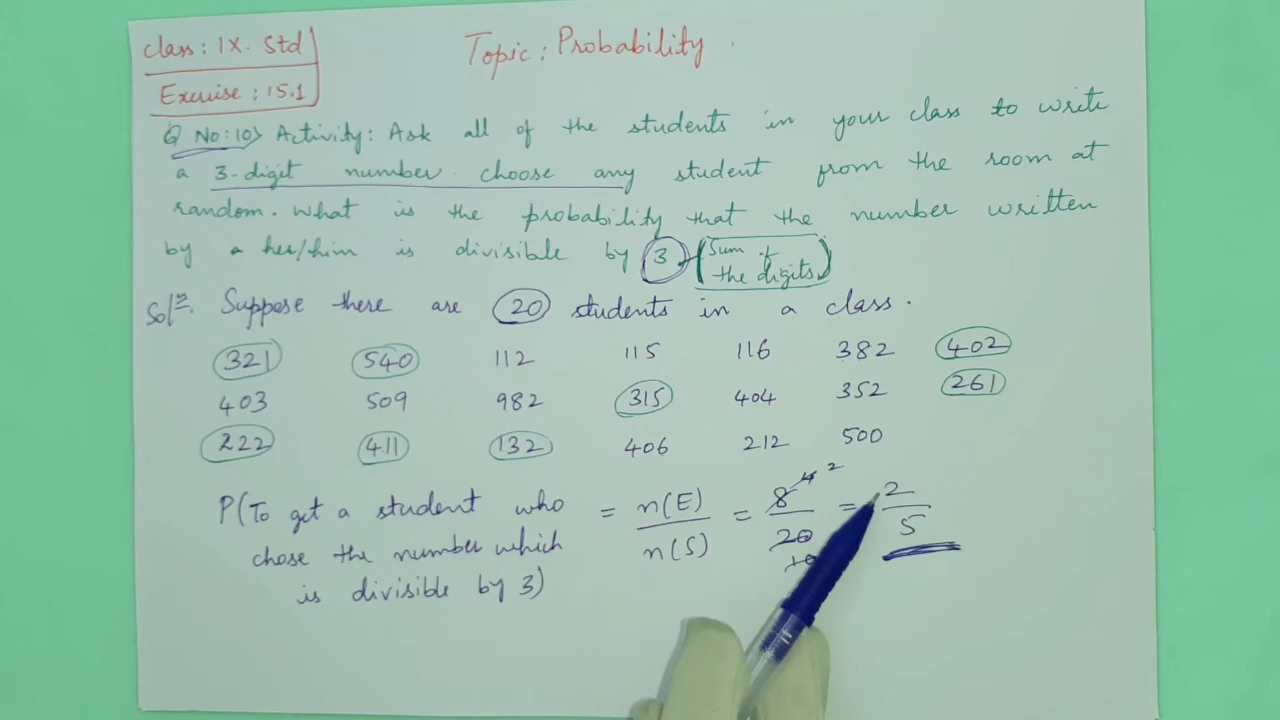 class: IX. Std
Topic: Probability.
Exercise: 15.1
Q No:10) Activity: Ask all of the students in your class to write
a 3-digit number. choose any student from the room at
random. What is the probability that the number written
by a her/him is divisible by 3 (Sum of
the digits)
Solⁿ. Suppose there are 20 students in a class.
321 540 112 115 116 382 402
403 509 982 315 404 352 261
222 411 132 406 212 500
P(To get a student who = n(E) = 8 4 2 = 2
chose the number which n(S) 20 5
10
is divisible by 3)